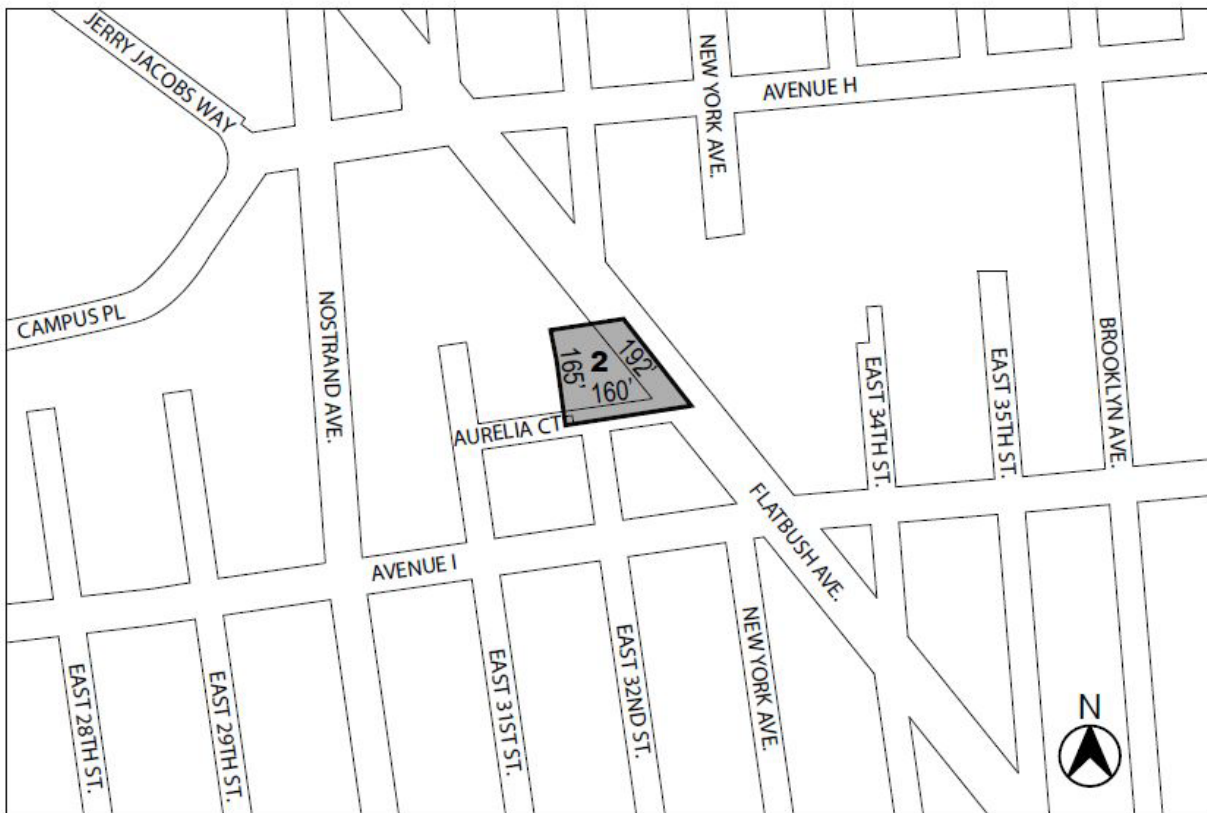 JERRY JACOBS WAY
NEW YORK AVE.
AVENUE H
CAMPUS PL
NOSTRAND AVE.
2
192'
165'
160'
AURELIA CT
EAST 34TH ST.
EAST 35TH ST.
BROOKLYN AVE.
FLATBUSH AVE.
AVENUE I
EAST 28TH ST.
EAST 29TH ST.
EAST 31ST ST.
EAST 32ND ST.
NEW YORK AVE.
N